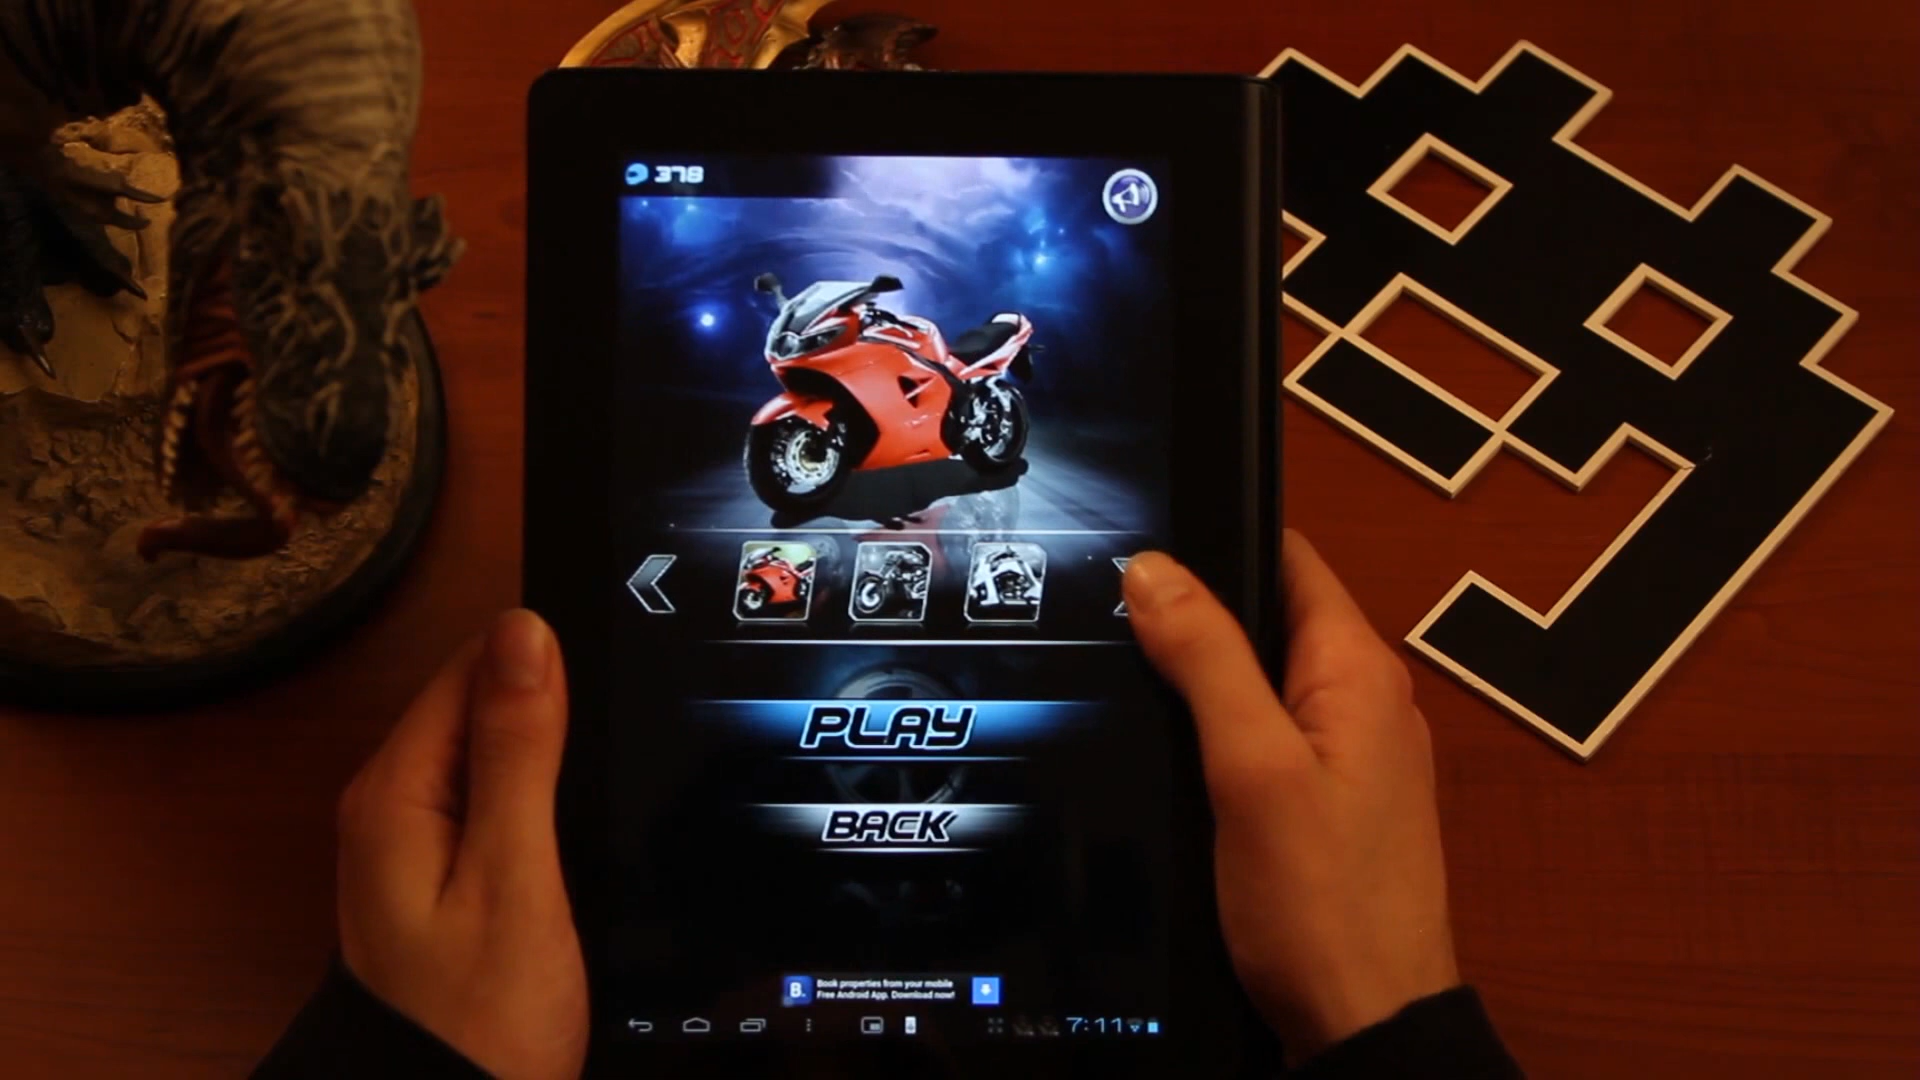 378
PLAY
BACK
B. Book properties from your mobile
Free Android App. Download now!
7:11